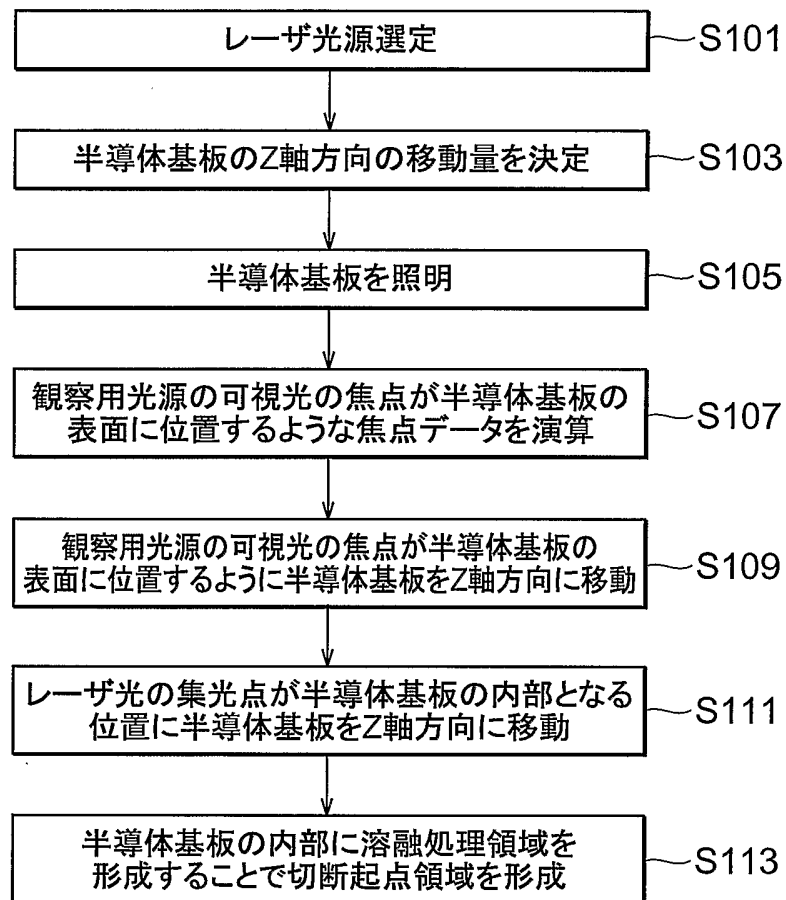 レーザ光源選定
S101
半導体基板のZ軸方向の移動量を決定
S103
半導体基板を照明
S105
観察用光源の可視光の焦点が半導体基板の
表面に位置するような焦点データを演算
S107
観察用光源の可視光の焦点が半導体基板の
表面に位置するように半導体基板をZ軸方向に移動
S109
レーザ光の集光点が半導体基板の内部となる
位置に半導体基板をZ軸方向に移動
S111
半導体基板の内部に溶融処理領域を
形成することで切断起点領域を形成
S113